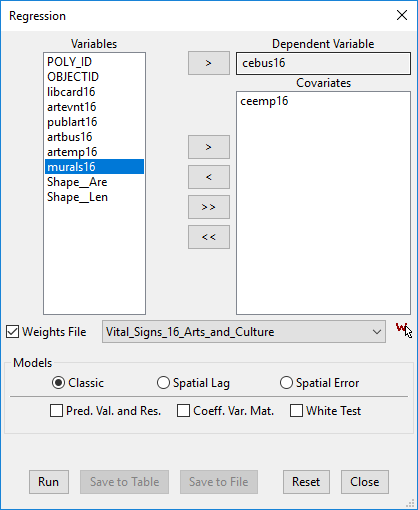 Regression
Variables
Dependent Variable
POLY_ID
OBJECTID
libcard16
artevnt16
publart16
artbus16
artemp16
murals16
Shape__Are
Shape__Len
>
cebus16
Covariates
ceemp16
>
<
>>
<<
Weights File
Vital_Signs_16_Arts_and_Culture
W
Models
Classic
Spatial Lag
Spatial Error
Pred. Val. and Res.
Coeff. Var. Mat.
White Test
Run
Save to Table
Save to File
Reset
Close